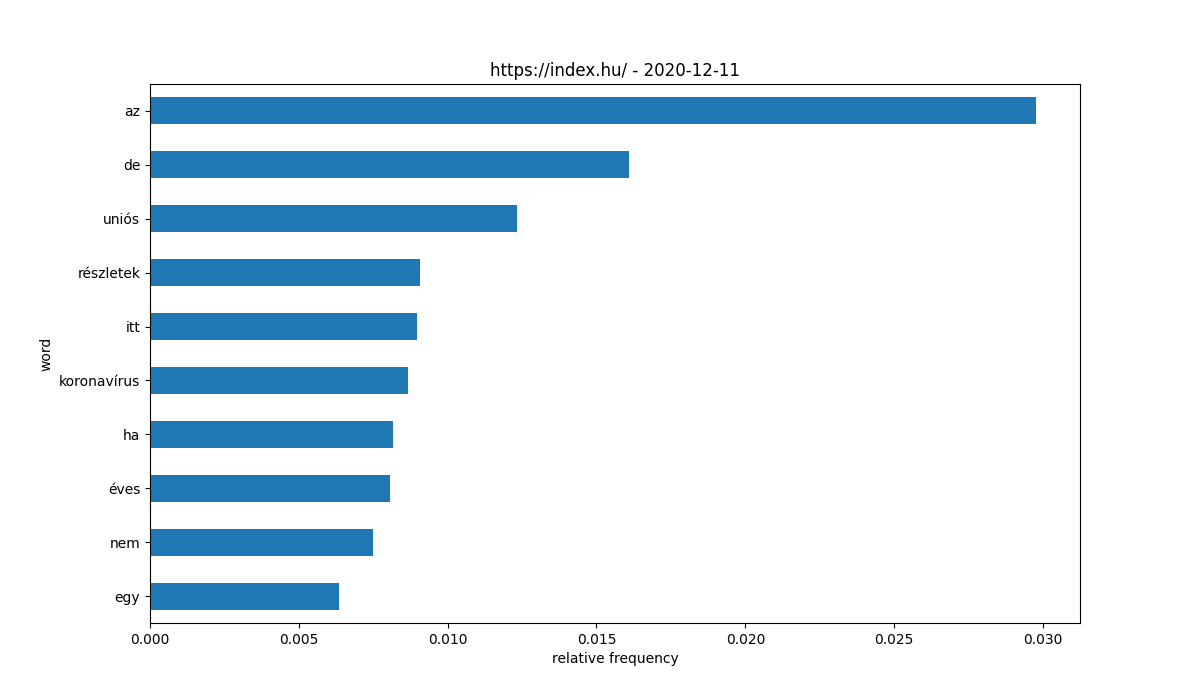 https://index.hu/ - 2020-12-11
az
de
uniós
részletek
itt
koronavírus
ha
éves
nem
egy
word
0.000 0.005 0.010 0.015 0.020 0.025 0.030
relative frequency